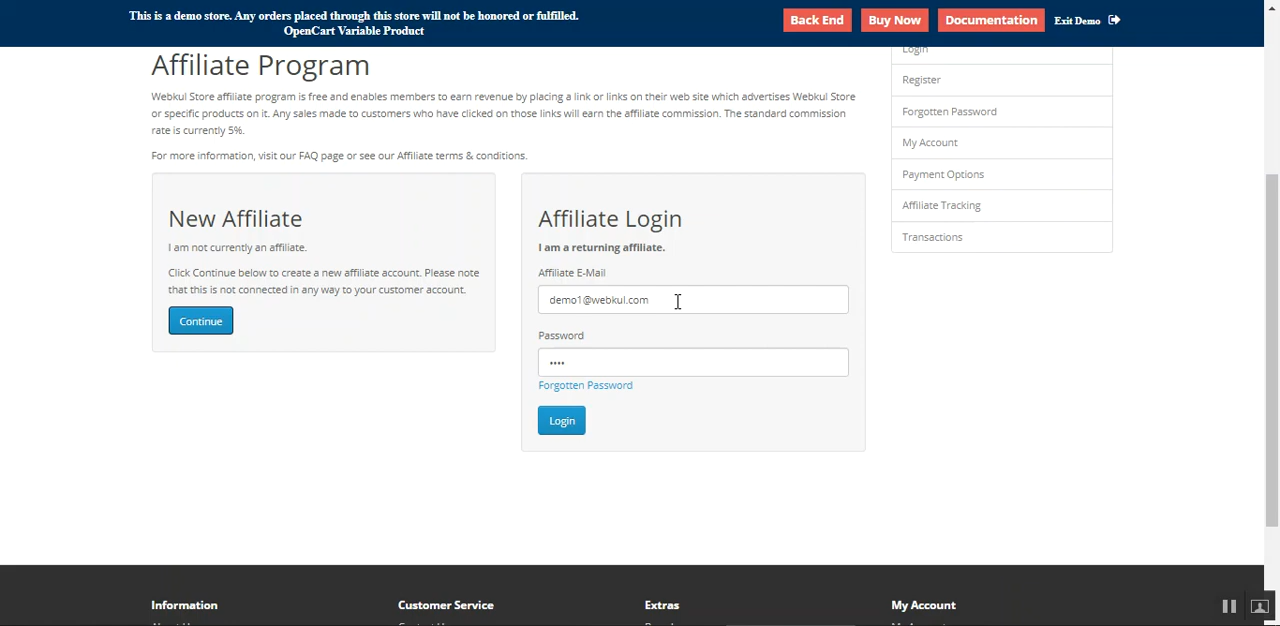 This is a demo store. Any orders placed through this store will not be honored or fulfilled.
OpenCart Variable Product
Back End
Buy Now
Documentation
Exit Demo
Affiliate Program
Webkul Store affiliate program is free and enables members to earn revenue by placing a link or links on their web site which advertises Webkul Store
or specific products on it. Any sales made to customers who have clicked on those links will earn the affiliate commission. The standard commission
rate is currently 5%.
For more information, visit our FAQ page or see our Affiliate terms & conditions.
New Affiliate
I am not currently an affiliate.
Click Continue below to create a new affiliate account. Please note
that this is not connected in any way to your customer account.
Continue
Affiliate Login
I am a returning affiliate.
Affiliate E-Mail
demo1@webkul.com
Password
••••
Forgotten Password
Login
Login
Register
Forgotten Password
My Account
Payment Options
Affiliate Tracking
Transactions
Information
Customer Service
Extras
My Account